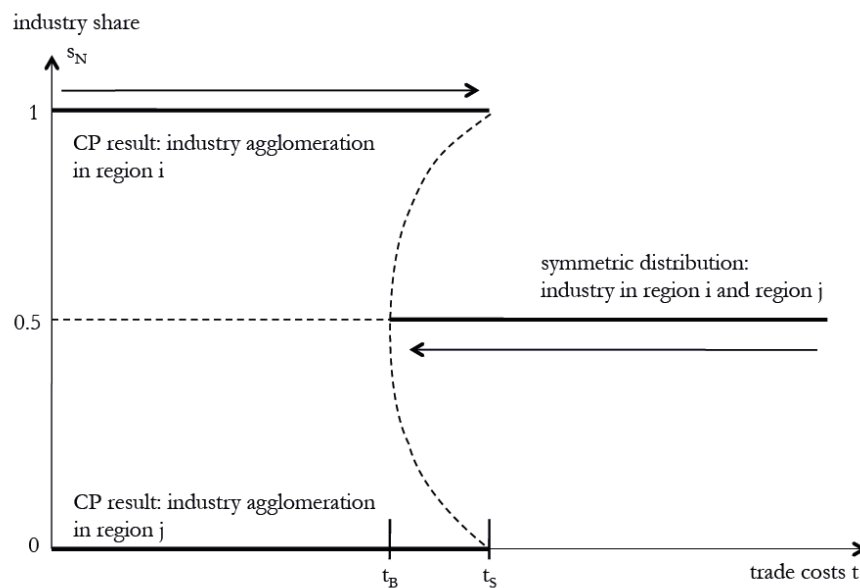 industry share
s_N
1
CP result: industry agglomeration
in region i
symmetric distribution:
industry in region i and region j
0.5
CP result: industry agglomeration
in region j
0
t_B
t_S
trade costs t